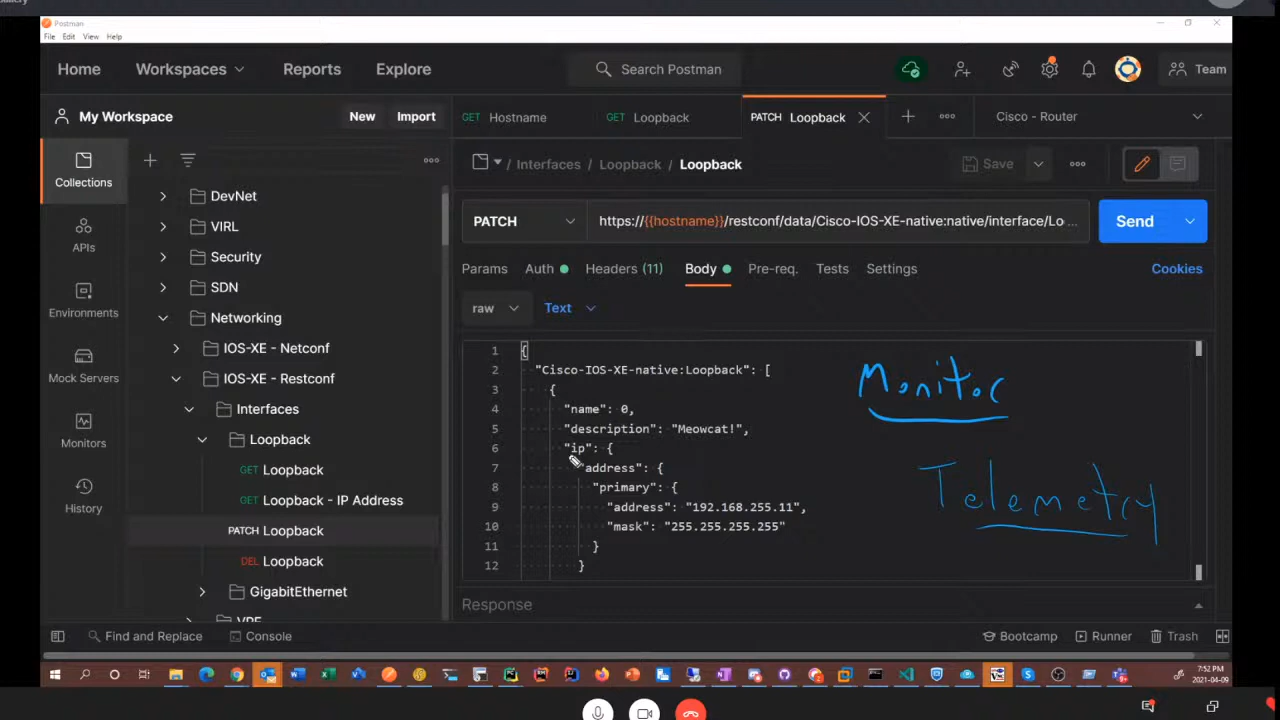 Postman
File Edit View Help
Home Workspaces Reports Explore Search Postman Team
My Workspace New Import
GET Hostname GET Loopback PATCH Loopback Cisco - Router
Collections
APIs
Environments
Mock Servers
Monitors
History
DevNet
VIRL
Security
SDN
Networking
IOS-XE - Netconf
IOS-XE - Restconf
Interfaces
Loopback
GET Loopback
GET Loopback - IP Address
PATCH Loopback
DEL Loopback
GigabitEthernet
/ Interfaces / Loopback / Loopback Save
PATCH https://{{hostname}}/restconf/data/Cisco-IOS-XE-native:native/interface/Lo ... Send
Params Auth Headers (11) Body Pre-req. Tests Settings Cookies
raw Text
1 {
2 "Cisco-IOS-XE-native:Loopback": [
3 {
4 "name": 0,
5 "description": "Meowcat!",
6 "ip": {
7 "address": {
8 "primary": {
9 "address": "192.168.255.11",
10 "mask": "255.255.255.255"
11 }
12 }
Monitor
Telemetry
Response
Find and Replace Console Bootcamp Runner Trash
7:52 PM
2021-04-09